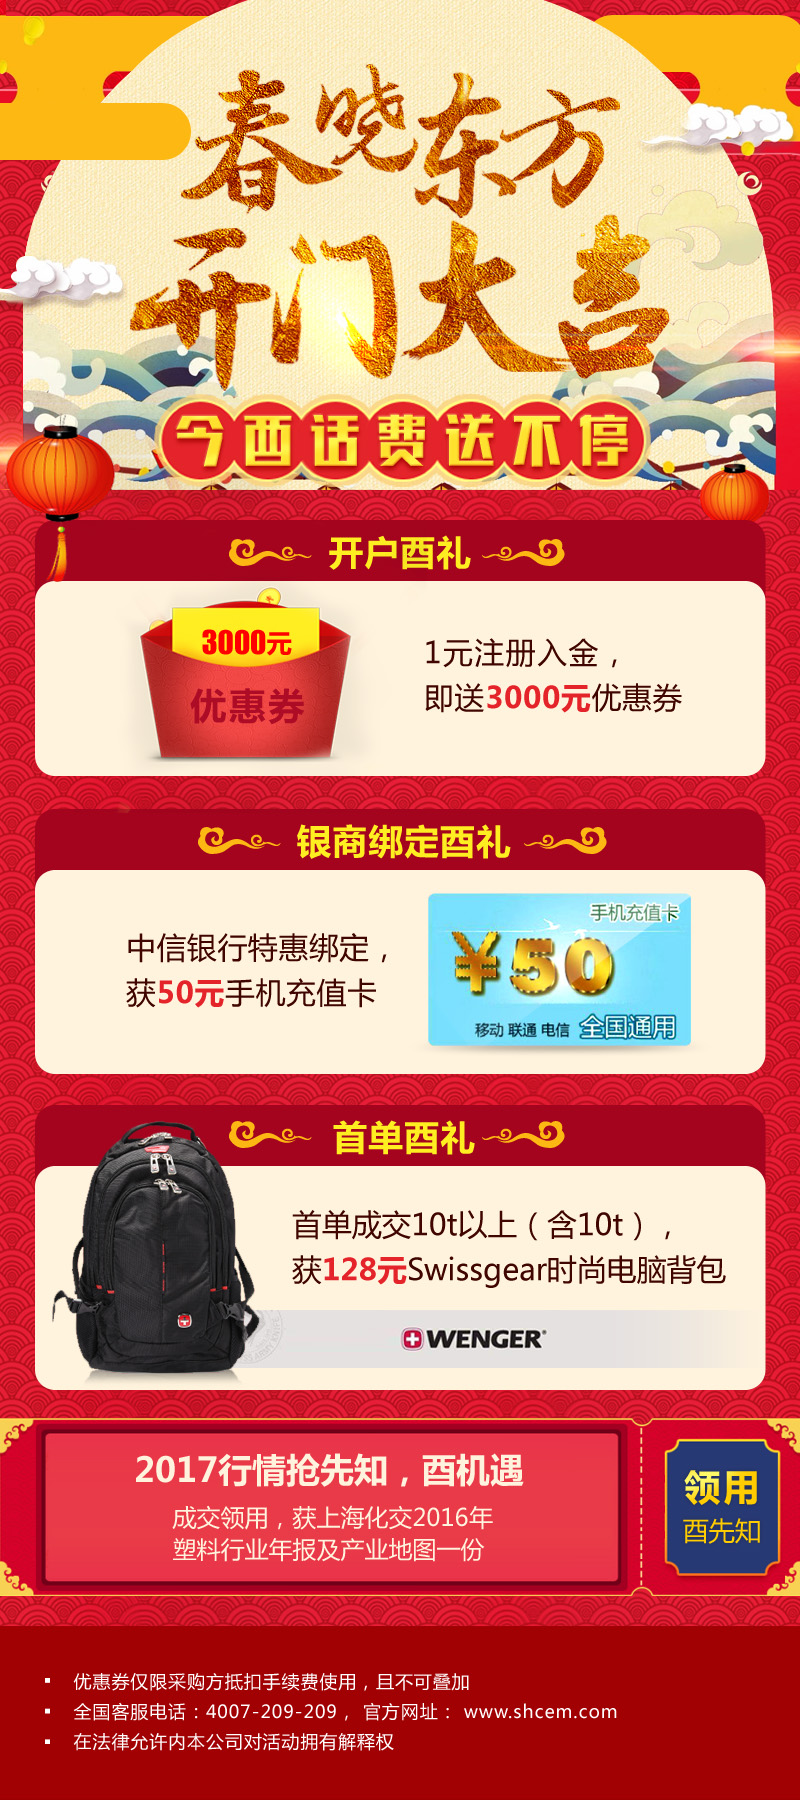 春晓东方
开门大吉
今酉话费送不停
开户酉礼
3000元
优惠券
1元注册入金，
即送3000元优惠券
银商绑定酉礼
中信银行特惠绑定，
获50元手机充值卡
手机充值卡
¥50
移动 联通 电信 全国通用
首单酉礼
首单成交10t以上（含10t），
获128元Swissgear时尚电脑背包
WENGER®
2017行情抢先知，酉机遇
成交领用，获上海化交2016年
塑料行业年报及产业地图一份
领用
酉先知
▪ 优惠券仅限采购方抵扣手续费使用，且不可叠加
▪ 全国客服电话：4007-209-209， 官方网址： www.shcem.com
▪ 在法律允许内本公司对活动拥有解释权